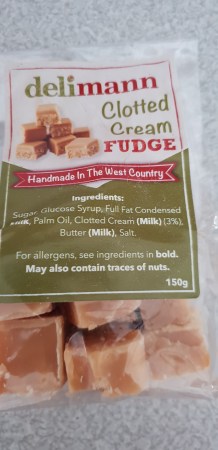 delimann
Clotted
Cream
FUDGE
Handmade In The West Country
Ingredients:
Sugar, Glucose Syrup, Full Fat Condensed
Milk, Palm Oil, Clotted Cream (Milk) (3%),
Butter (Milk), Salt.
For allergens, see ingredients in bold.
May also contain traces of nuts.
150g